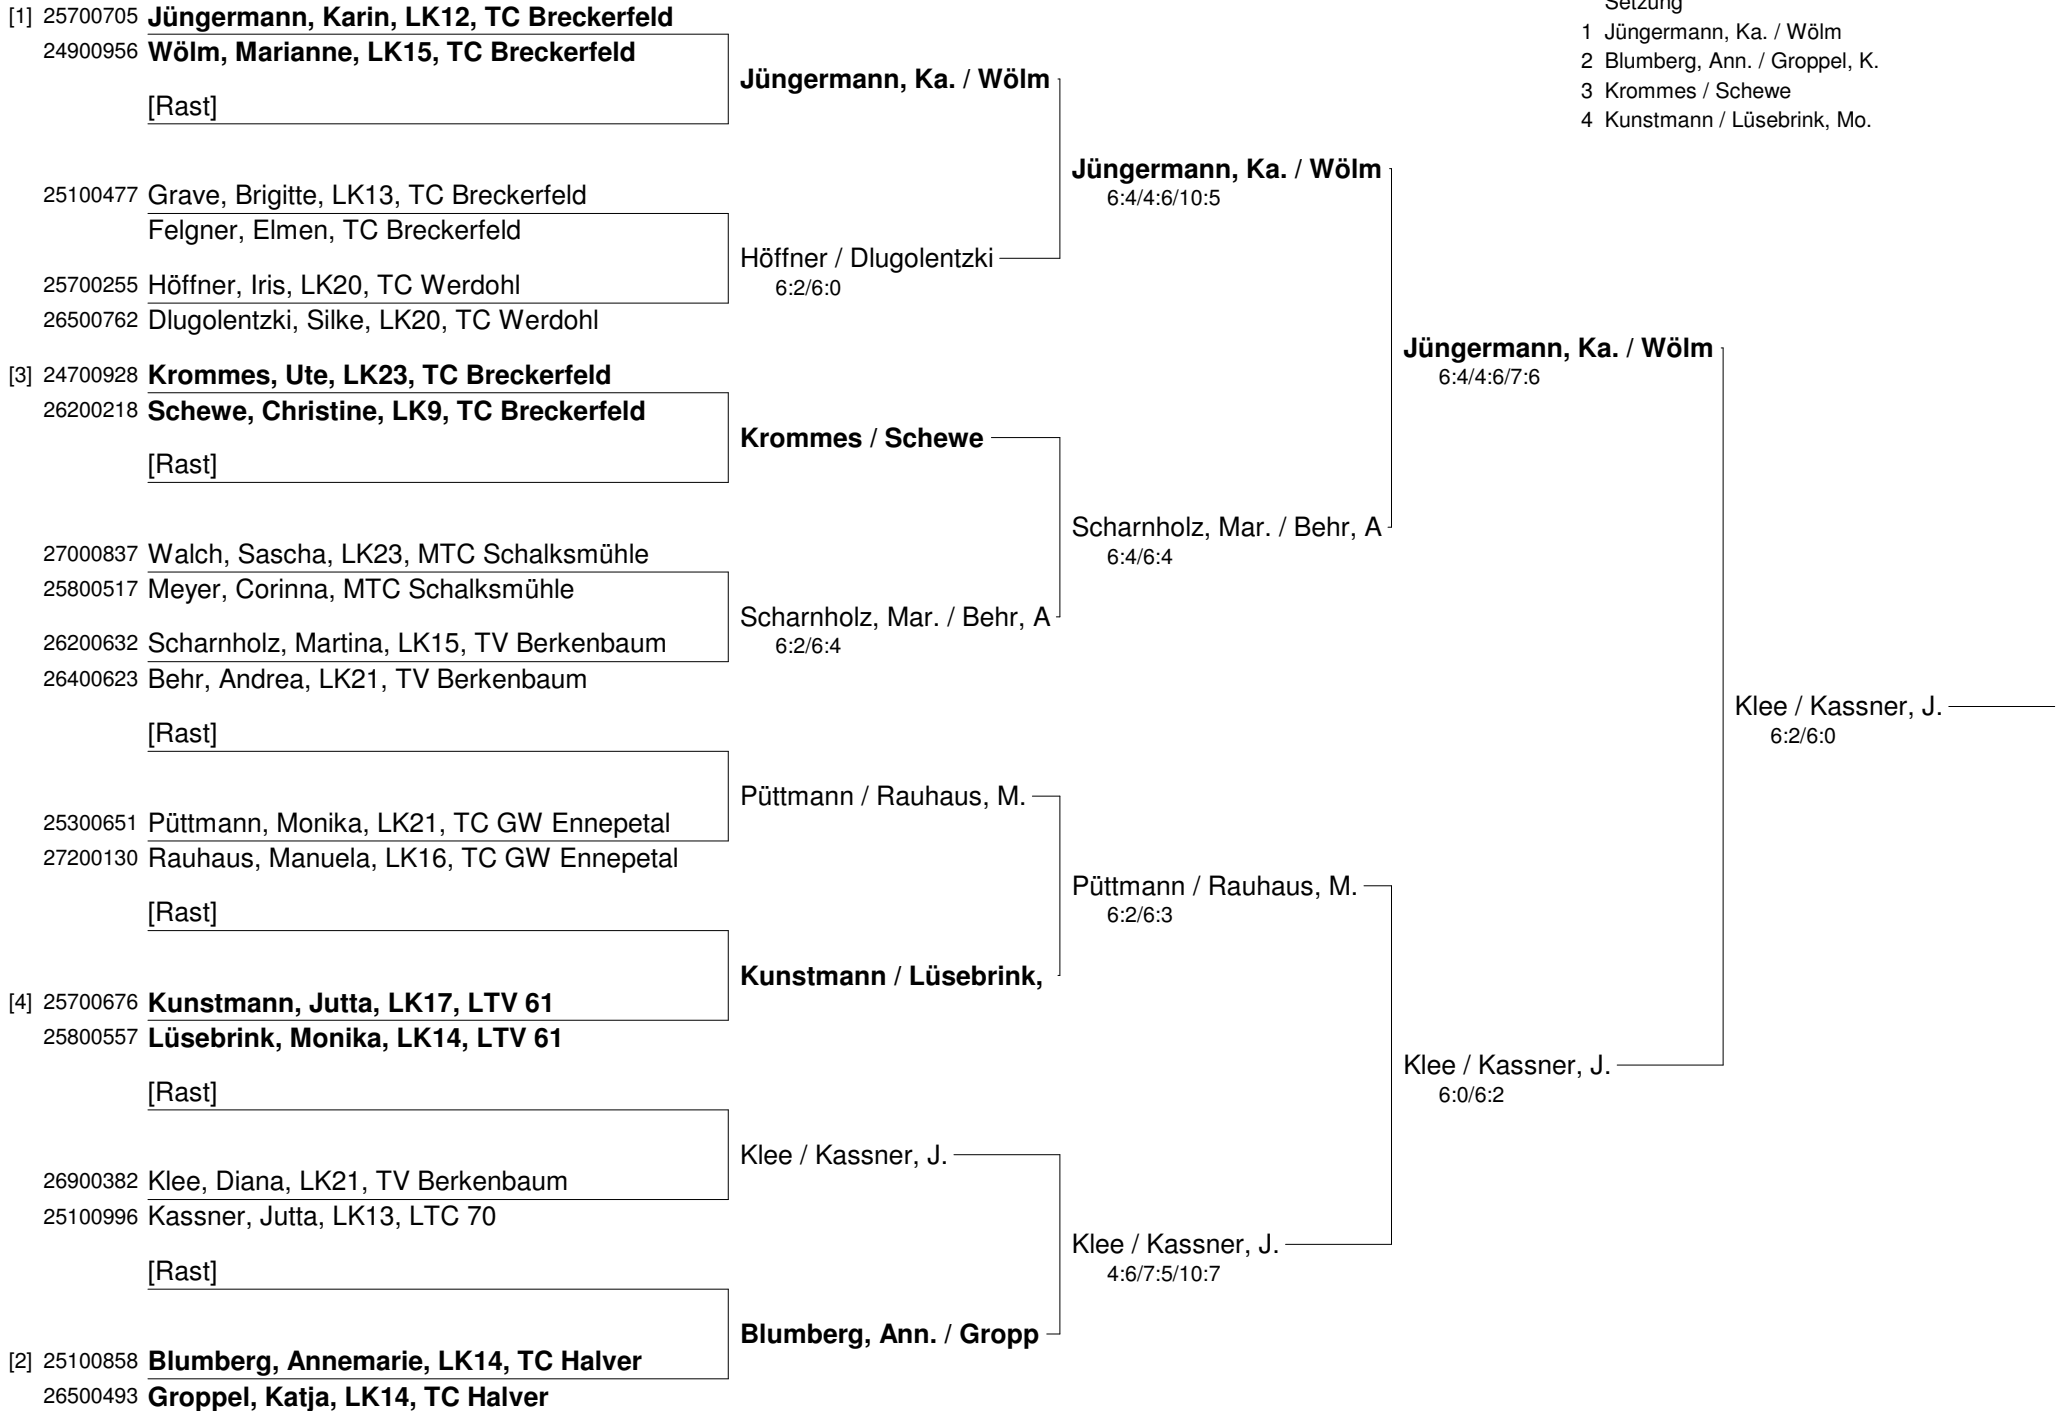 Setzung
1 Jüngermann, Ka. / Wölm
2 Blumberg, Ann. / Groppel, K.
3 Krommes / Schewe
4 Kunstmann / Lüsebrink, Mo.
[1] 25700705 Jüngermann, Karin, LK12, TC Breckerfeld
24900956 Wölm, Marianne, LK15, TC Breckerfeld
[Rast]
25100477 Grave, Brigitte, LK13, TC Breckerfeld
Felgner, Elmen, TC Breckerfeld
25700255 Höffner, Iris, LK20, TC Werdohl
26500762 Dlugolentzki, Silke, LK20, TC Werdohl
[3] 24700928 Krommes, Ute, LK23, TC Breckerfeld
26200218 Schewe, Christine, LK9, TC Breckerfeld
[Rast]
27000837 Walch, Sascha, LK23, MTC Schalksmühle
25800517 Meyer, Corinna, MTC Schalksmühle
26200632 Scharnholz, Martina, LK15, TV Berkenbaum
26400623 Behr, Andrea, LK21, TV Berkenbaum
[Rast]
25300651 Püttmann, Monika, LK21, TC GW Ennepetal
27200130 Rauhaus, Manuela, LK16, TC GW Ennepetal
[Rast]
[4] 25700676 Kunstmann, Jutta, LK17, LTV 61
25800557 Lüsebrink, Monika, LK14, LTV 61
[Rast]
26900382 Klee, Diana, LK21, TV Berkenbaum
25100996 Kassner, Jutta, LK13, LTC 70
[Rast]
[2] 25100858 Blumberg, Annemarie, LK14, TC Halver
26500493 Groppel, Katja, LK14, TC Halver
Jüngermann, Ka. / Wölm
Höffner / Dlugolentzki
6:2/6:0
Krommes / Schewe
Scharnholz, Mar. / Behr, A
6:2/6:4
Püttmann / Rauhaus, M.
Kunstmann / Lüsebrink,
Klee / Kassner, J.
Blumberg, Ann. / Gropp
Jüngermann, Ka. / Wölm
6:4/4:6/10:5
Scharnholz, Mar. / Behr, A
6:4/6:4
Püttmann / Rauhaus, M.
6:2/6:3
Klee / Kassner, J.
4:6/7:5/10:7
Jüngermann, Ka. / Wölm
6:4/4:6/7:6
Klee / Kassner, J.
6:0/6:2
Klee / Kassner, J.
6:2/6:0